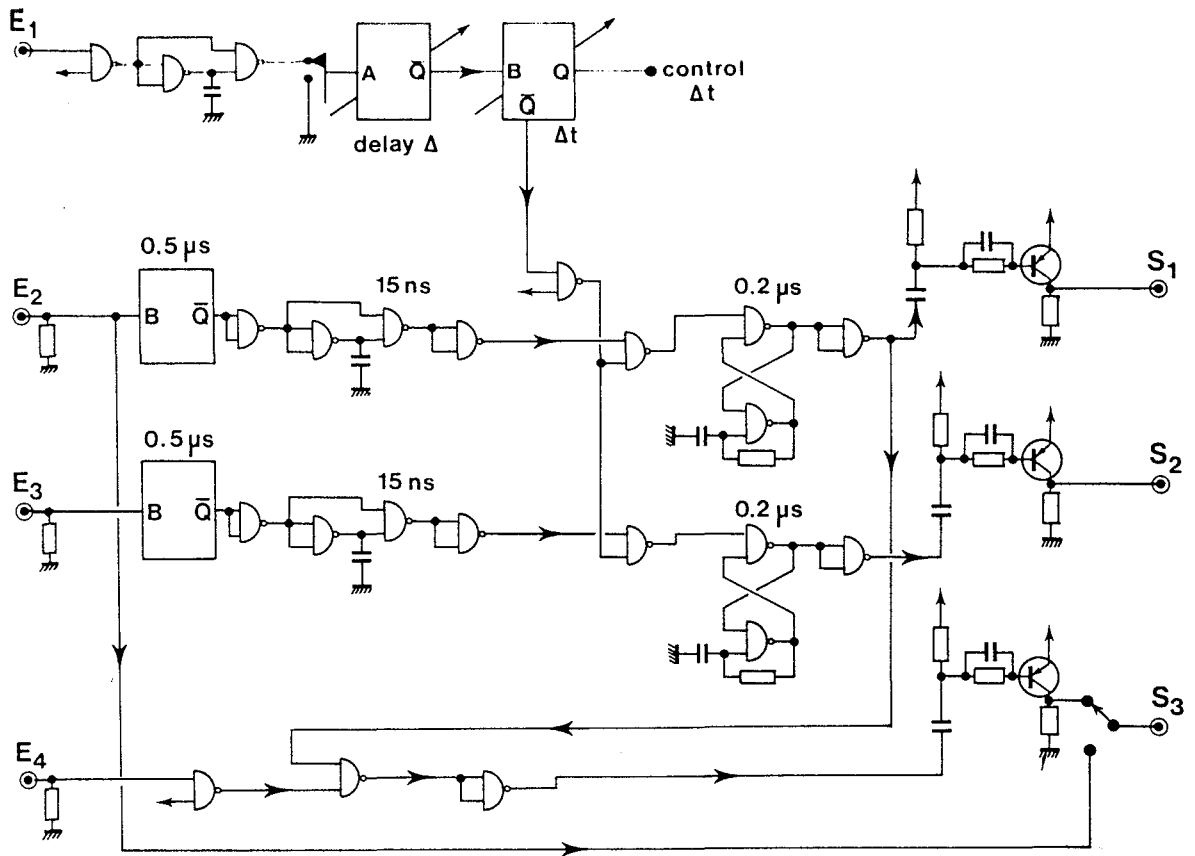 E1
A Q̄
B Q
Q̄
control
Δt
delay Δ
Δt
0.5 µs
E2
B Q̄
15 ns
0.2 µs
S1
0.5 µs
E3
B Q̄
15 ns
0.2 µs
S2
E4
S3